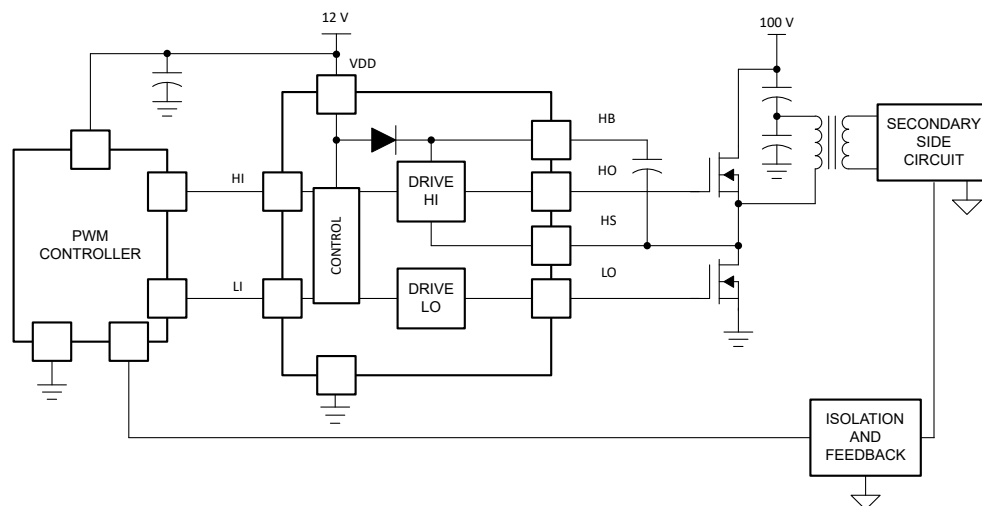 12 V
100 V
VDD
HB
HI
DRIVE
HI
HO
SECONDARY
SIDE
CIRCUIT
PWM
CONTROLLER
CONTROL
HS
LI
DRIVE
LO
LO
ISOLATION
AND
FEEDBACK